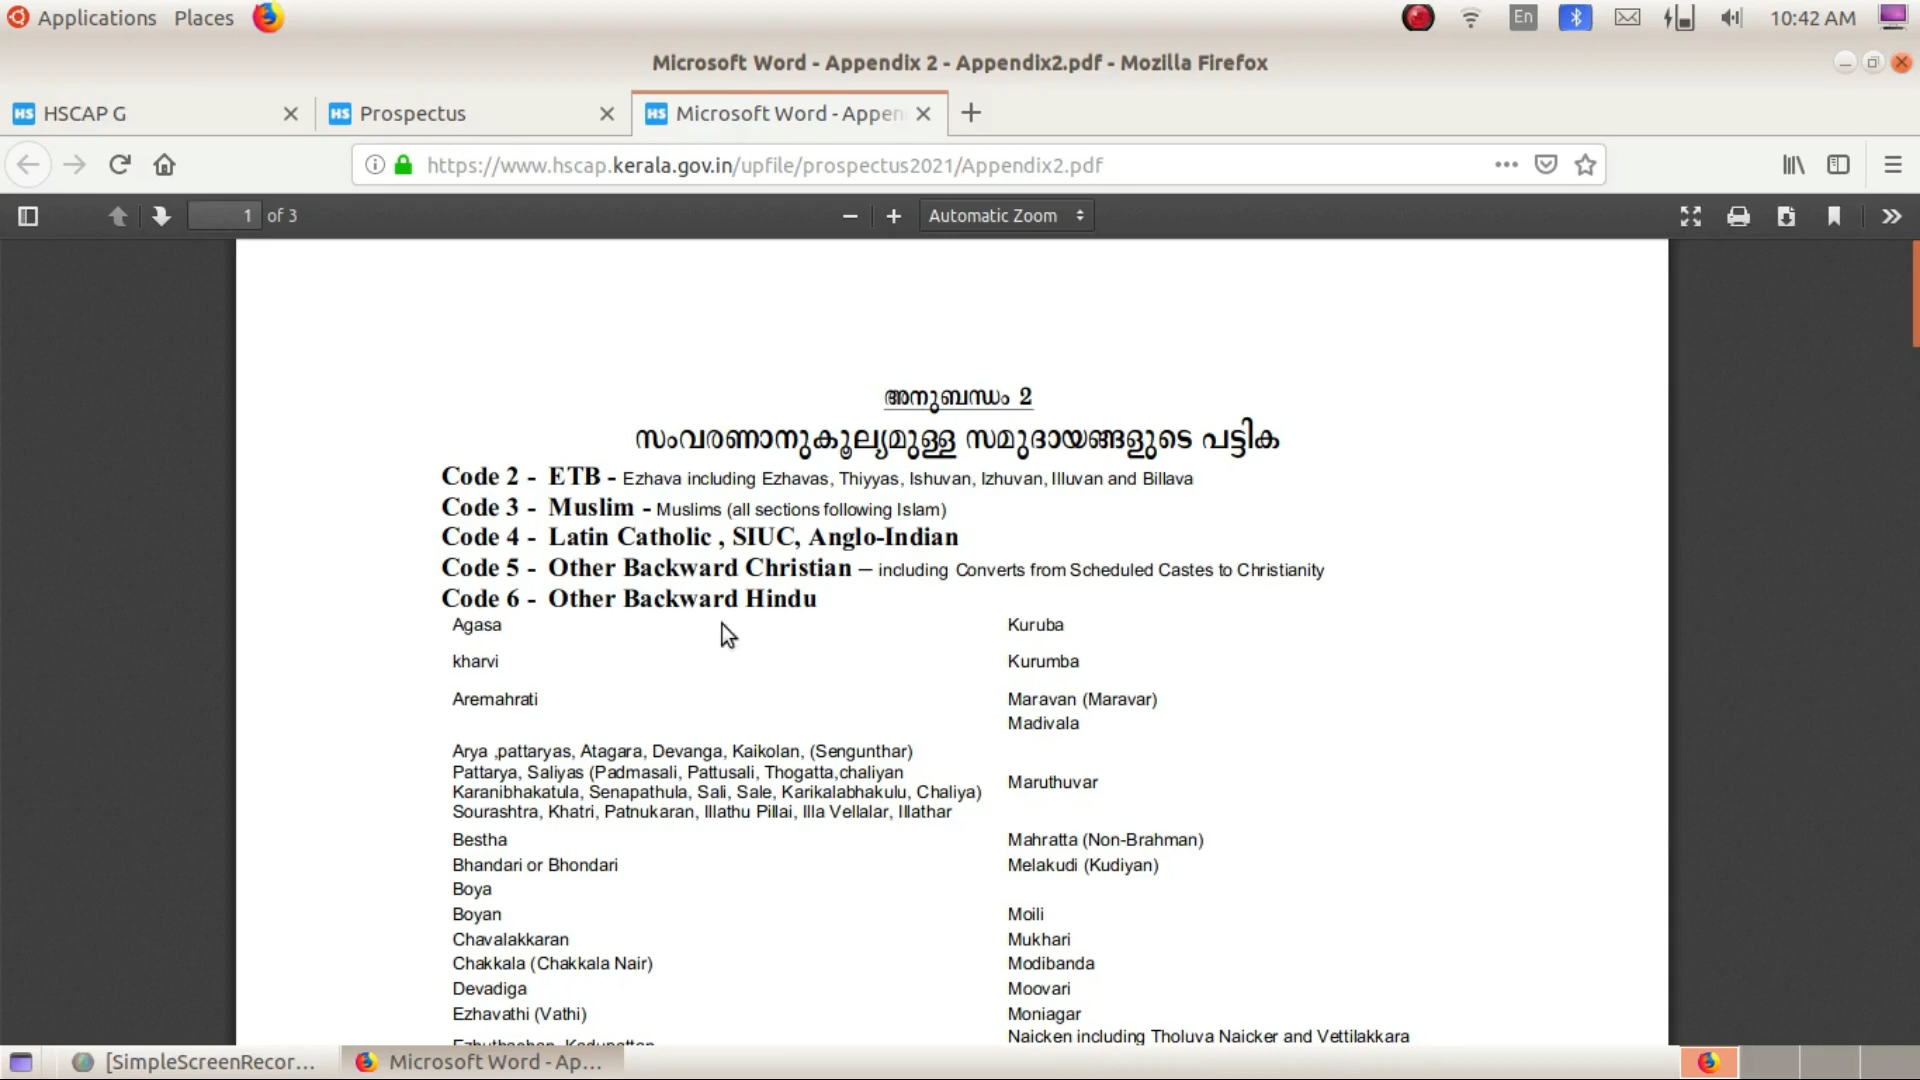 Applications Places
En
10:42 AM
Microsoft Word - Appendix 2 - Appendix2.pdf - Mozilla Firefox
HS HSCAP G
HS Prospectus
HS Microsoft Word - Appen
https://www.hscap.kerala.gov.in/upfile/prospectus2021/Appendix2.pdf
1 of 3
Automatic Zoom
അനുബന്ധം 2
സംവരണാനുകൂല്യമുള്ള സമുദായങ്ങളുടെ പട്ടിക
Code 2 - ETB - Ezhava including Ezhavas, Thiyyas, Ishuvan, Izhuvan, Illuvan and Billava
Code 3 - Muslim - Muslims (all sections following Islam)
Code 4 - Latin Catholic , SIUC, Anglo-Indian
Code 5 - Other Backward Christian – including Converts from Scheduled Castes to Christianity
Code 6 - Other Backward Hindu
Agasa
Kuruba
kharvi
Kurumba
Aremahrati
Maravan (Maravar)
Madivala
Arya ,pattaryas, Atagara, Devanga, Kaikolan, (Sengunthar)
Pattarya, Saliyas (Padmasali, Pattusali, Thogatta,chaliyan
Maruthuvar
Karanibhakatula, Senapathula, Sali, Sale, Karikalabhakulu, Chaliya)
Sourashtra, Khatri, Patnukaran, Illathu Pillai, Illa Vellalar, Illathar
Bestha
Mahratta (Non-Brahman)
Bhandari or Bhondari
Melakudi (Kudiyan)
Boya
Boyan
Moili
Chavalakkaran
Mukhari
Chakkala (Chakkala Nair)
Modibanda
Devadiga
Moovari
Ezhavathi (Vathi)
Moniagar
Naicken including Tholuva Naicker and Vettilakkara
[SimpleScreenRecor...
Microsoft Word - Ap...